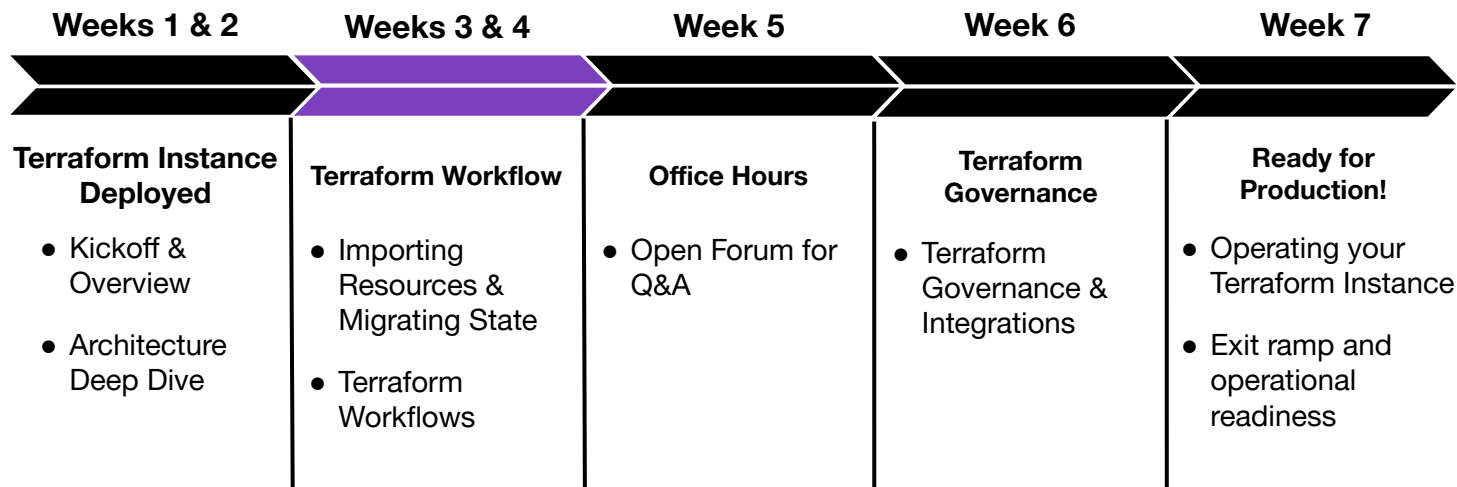 Weeks 1 & 2
Weeks 3 & 4
Week 5
Week 6
Week 7
Terraform Instance
Deployed
● Kickoff &
Overview
● Architecture
Deep Dive
Terraform Workflow
● Importing
Resources &
Migrating State
● Terraform
Workflows
Office Hours
● Open Forum for
Q&A
Terraform
Governance
● Terraform
Governance &
Integrations
Ready for
Production!
● Operating your
Terraform Instance
● Exit ramp and
operational
readiness